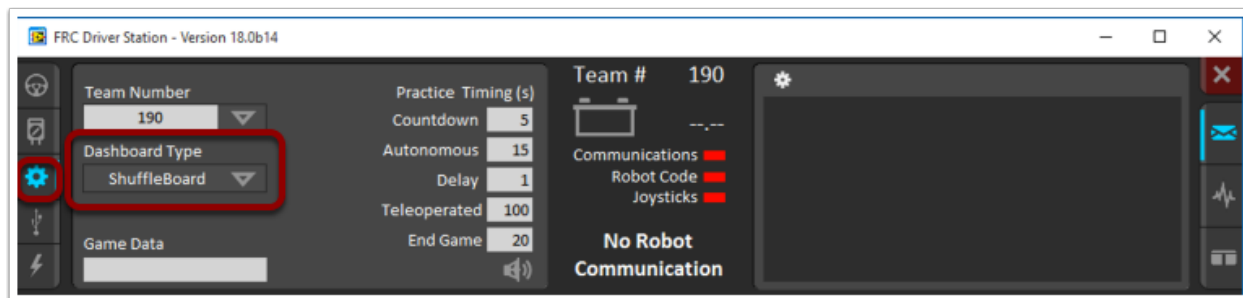 FRC Driver Station - Version 18.0b14
Team Number
190
Dashboard Type
ShuffleBoard
Game Data
Practice Timing (s)
Countdown 5
Autonomous 15
Delay 1
Teleoperated 100
End Game 20
Team # 190
--.--
Communications
Robot Code
Joysticks
No Robot
Communication